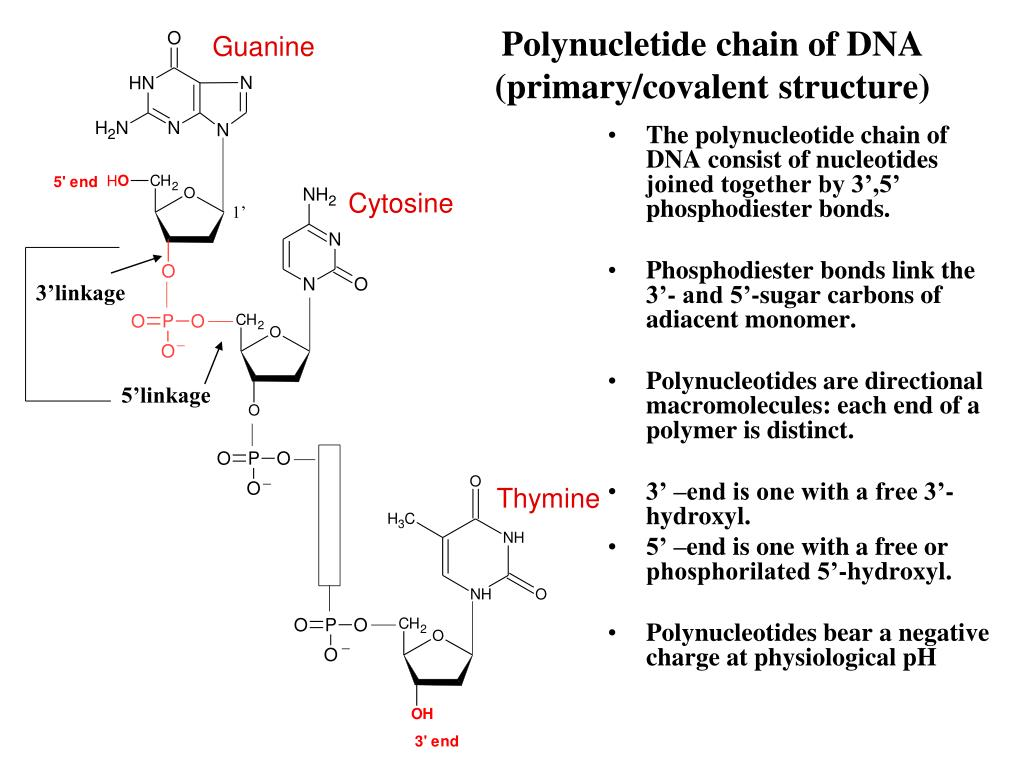 Polynucletide chain of DNA
(primary/covalent structure)
• The polynucleotide chain of
DNA consist of nucleotides
joined together by 3’,5’
phosphodiester bonds.
• Phosphodiester bonds link the
3’- and 5’-sugar carbons of
adiacent monomer.
• Polynucleotides are directional
macromolecules: each end of a
polymer is distinct.
• 3’ –end is one with a free 3’-
hydroxyl.
• 5’ –end is one with a free or
phosphorilated 5’-hydroxyl.
• Polynucleotides bear a negative
charge at physiological pH
O
Guanine
HN
N
H2N
N
N
5' end HO
CH2
O
1’
NH2
Cytosine
N
N
O
O
3’linkage
O=P–O
CH2
O
O–
5’linkage
O
O=P–O
O–
O
Thymine
H3C
NH
NH
O
O=P–O
CH2
O
O–
OH
3' end